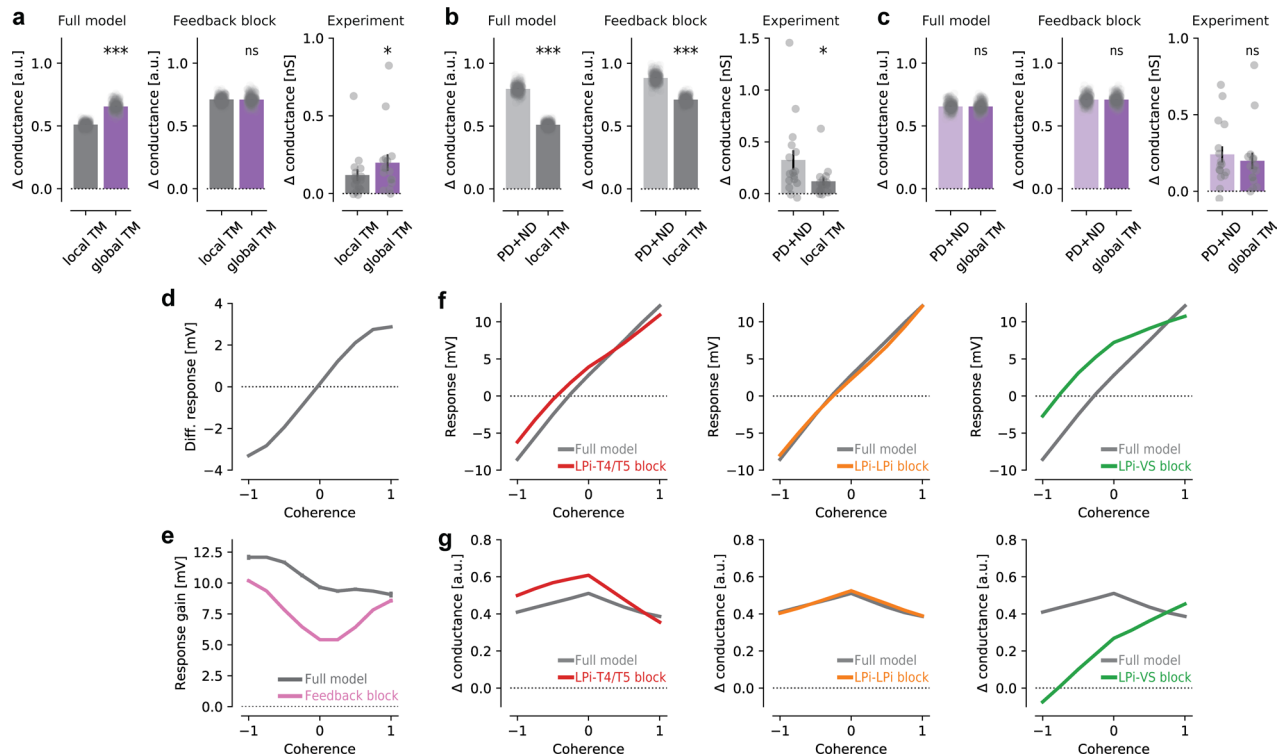 a
Full model
Feedback block
Experiment
Δ conductance [a.u.]
1.0
0.5
0.0
***
local TM
global TM
Δ conductance [a.u.]
1.0
0.5
0.0
ns
local TM
global TM
Δ conductance [nS]
1.0
0.5
0.0
*
local TM
global TM
b
Full model
Feedback block
Experiment
Δ conductance [a.u.]
1.0
0.5
0.0
***
PD+ND
local TM
Δ conductance [a.u.]
1.0
0.5
0.0
***
PD+ND
local TM
Δ conductance [nS]
1.5
1.0
0.5
0.0
*
PD+ND
local TM
c
Full model
Feedback block
Experiment
Δ conductance [a.u.]
1.0
0.5
0.0
ns
PD+ND
global TM
Δ conductance [a.u.]
1.0
0.5
0.0
ns
PD+ND
global TM
Δ conductance [nS]
1.0
0.5
0.0
ns
PD+ND
global TM
d
Diff. response [mV]
4
2
0
−2
−4
−1
0
1
Coherence
f
Response [mV]
10
5
0
−5
−10
Full model
LPi-T4/T5 block
−1
0
1
Coherence
Response [mV]
10
5
0
−5
−10
Full model
LPi-LPi block
−1
0
1
Coherence
Response [mV]
10
5
0
−5
−10
Full model
LPi-VS block
−1
0
1
Coherence
e
Response gain [mV]
12.5
10.0
7.5
5.0
2.5
0.0
Full model
Feedback block
−1
0
1
Coherence
g
Δ conductance [a.u.]
0.8
0.6
0.4
0.2
0.0
Full model
LPi-T4/T5 block
−1
0
1
Coherence
Δ conductance [a.u.]
0.8
0.6
0.4
0.2
0.0
Full model
LPi-LPi block
−1
0
1
Coherence
Δ conductance [a.u.]
0.8
0.6
0.4
0.2
0.0
Full model
LPi-VS block
−1
0
1
Coherence